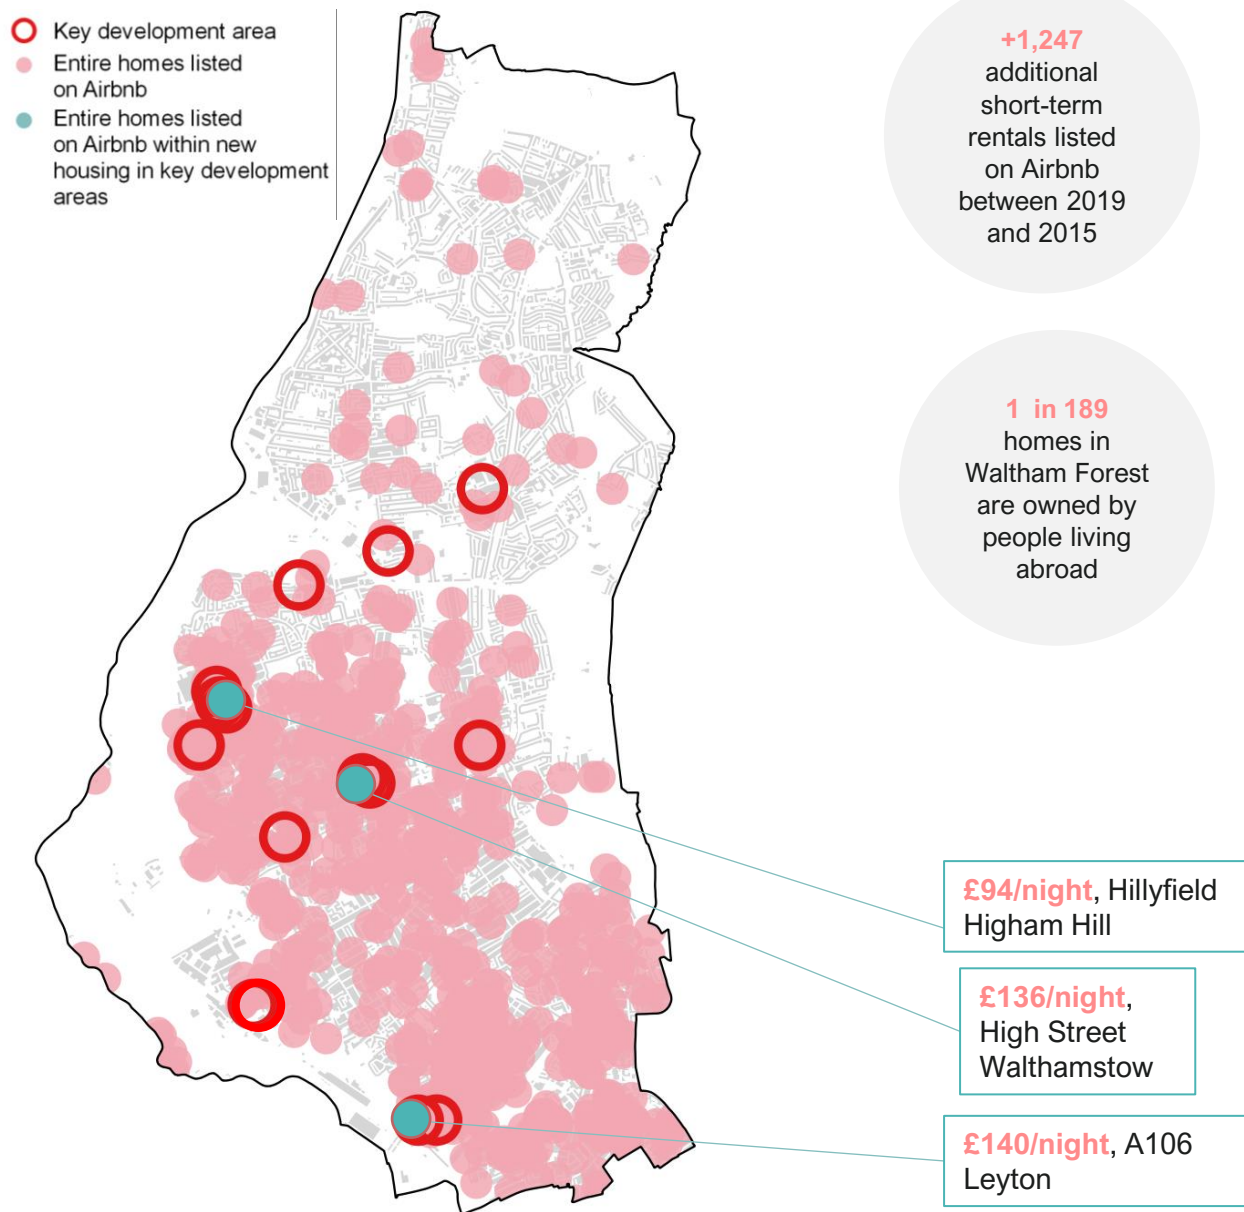 Key development area
Entire homes listed
on Airbnb
Entire homes listed
on Airbnb within new
housing in key development
areas
+1,247
additional
short-term
rentals listed
on Airbnb
between 2019
and 2015
1 in 189
homes in
Waltham Forest
are owned by
people living
abroad
£94/night, Hillyfield
Higham Hill
£136/night,
High Street
Walthamstow
£140/night, A106
Leyton